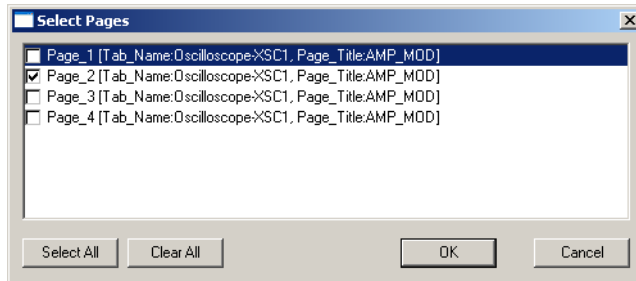 Select Pages
Page_1 [Tab_Name:Oscilloscope-XSC1, Page_Title:AMP_MOD]
Page_2 [Tab_Name:Oscilloscope-XSC1, Page_Title:AMP_MOD]
Page_3 [Tab_Name:Oscilloscope-XSC1, Page_Title:AMP_MOD]
Page_4 [Tab_Name:Oscilloscope-XSC1, Page_Title:AMP_MOD]
Select All Clear All OK Cancel